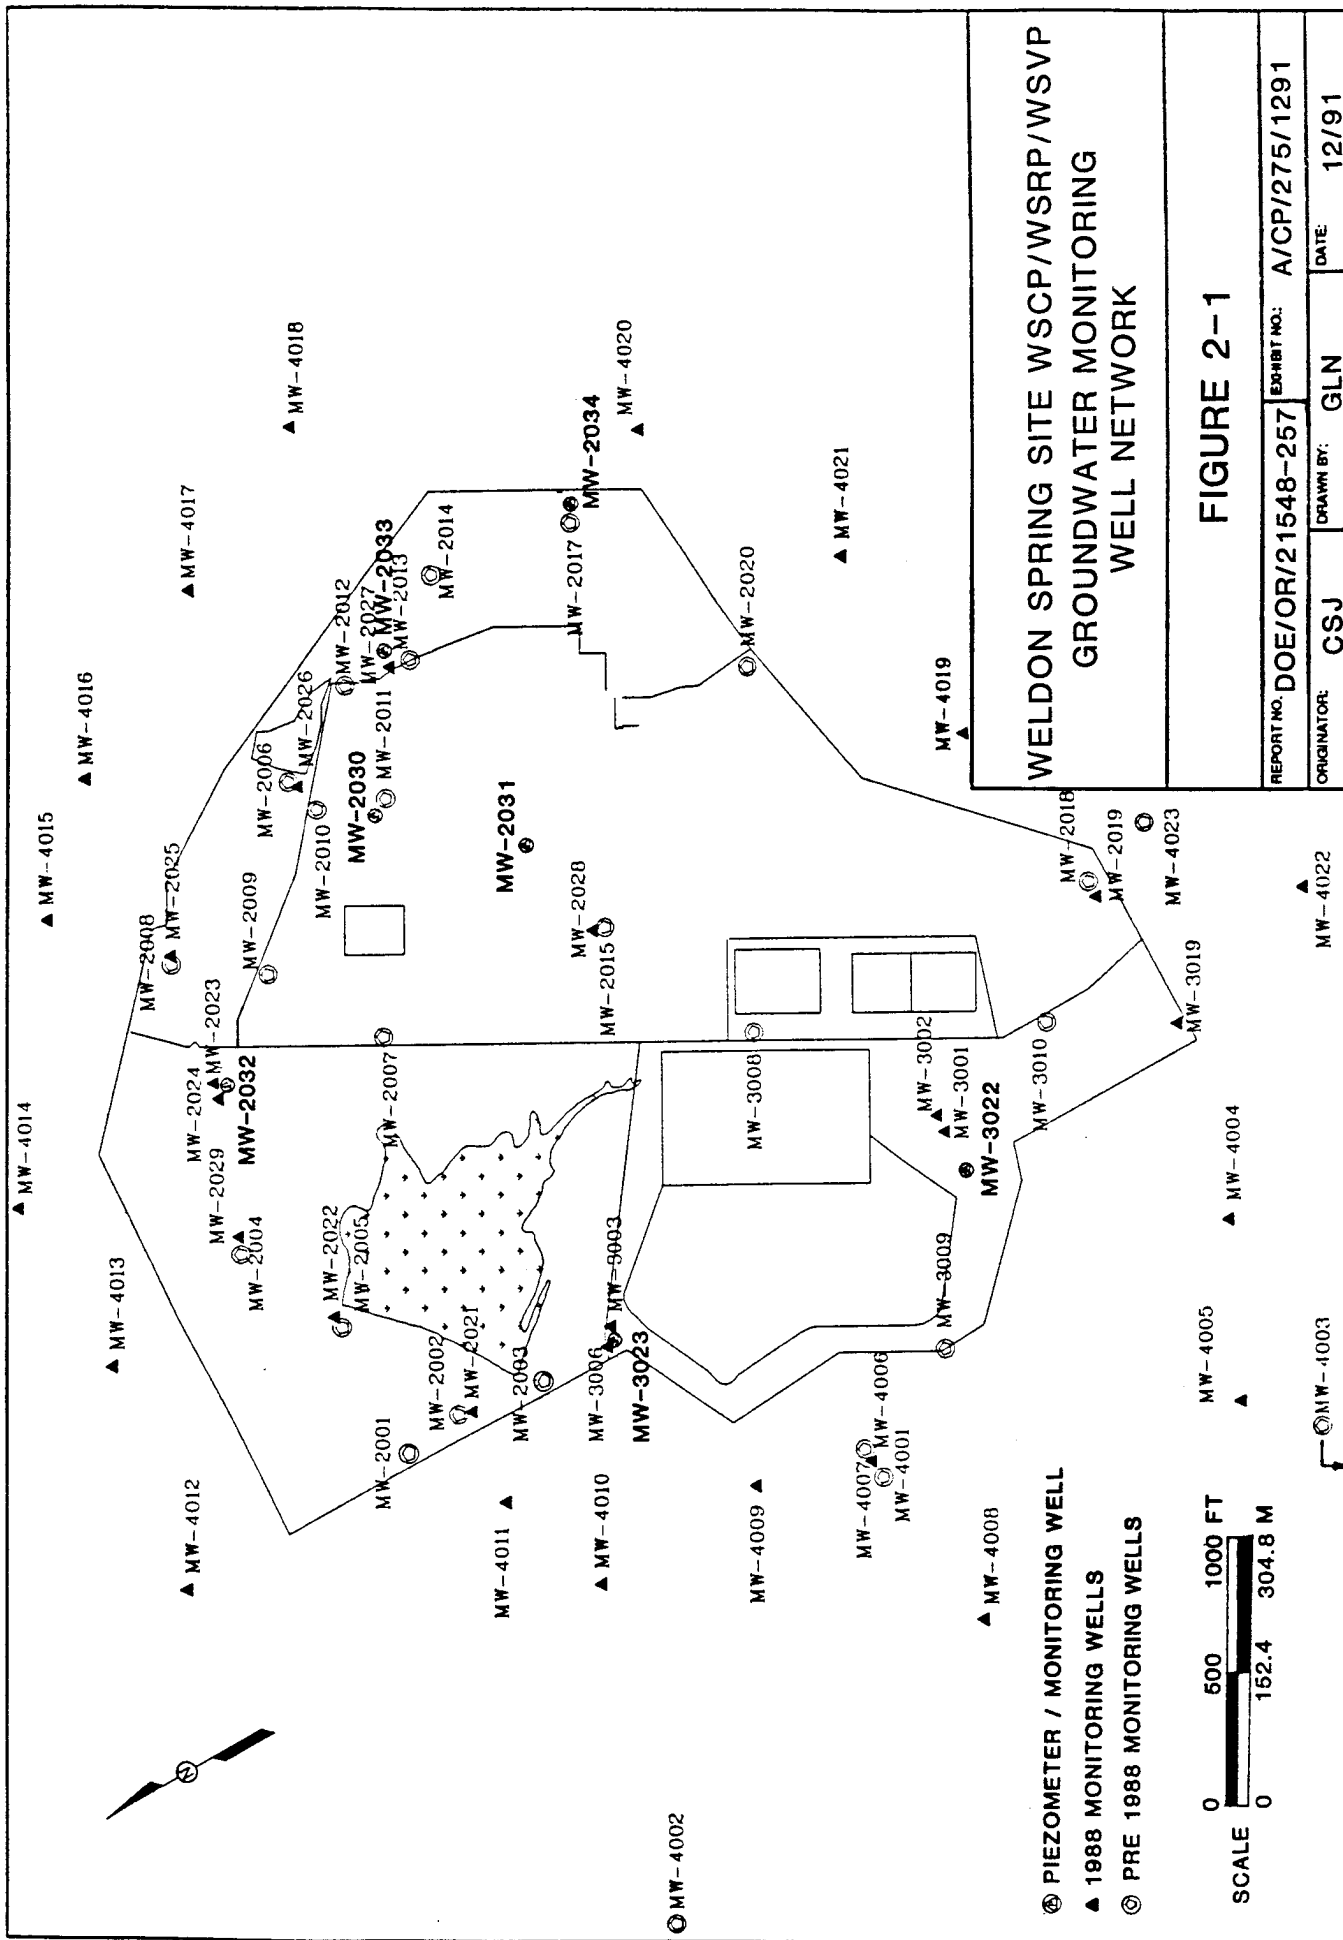 MW-4002
MW-4012
MW-4013
MW-4014
MW-4015
MW-4016
MW-4017
MW-4018
MW-4011
MW-4010
MW-4009
MW-4008
MW-4007
MW-4006
MW-4001
MW-4005
MW-4003
MW-4004
MW-4022
MW-4023
MW-4019
MW-4021
MW-4020
MW-2001
MW-2002
MW-2021
MW-2003
MW-3006
MW-3023
MW-3003
MW-2022
MW-2005
MW-2029
MW-2004
MW-2024
MW-2023
MW-2032
MW-2007
MW-2008
MW-2025
MW-2009
MW-2010
MW-2006
MW-2026
MW-2030
MW-2011
MW-2012
MW-2027
MW-2033
MW-2013
MW-2014
MW-2017
MW-2034
MW-2031
MW-2028
MW-2015
MW-2020
MW-3008
MW-3002
MW-3001
MW-3022
MW-3009
MW-3010
MW-3019
MW-2018
MW-2019
N
PIEZOMETER / MONITORING WELL
1988 MONITORING WELLS
PRE 1988 MONITORING WELLS
0 500 1000 FT
SCALE
0 152.4 304.8 M
WELDON SPRING SITE WSCP/WSRP/WSVP
GROUNDWATER MONITORING
WELL NETWORK
FIGURE 2-1
REPORT NO. DOE/OR/21548-257 EXHIBIT NO.: A/CP/275/1291
ORIGINATOR: CSJ DRAWN BY: GLN DATE: 12/91